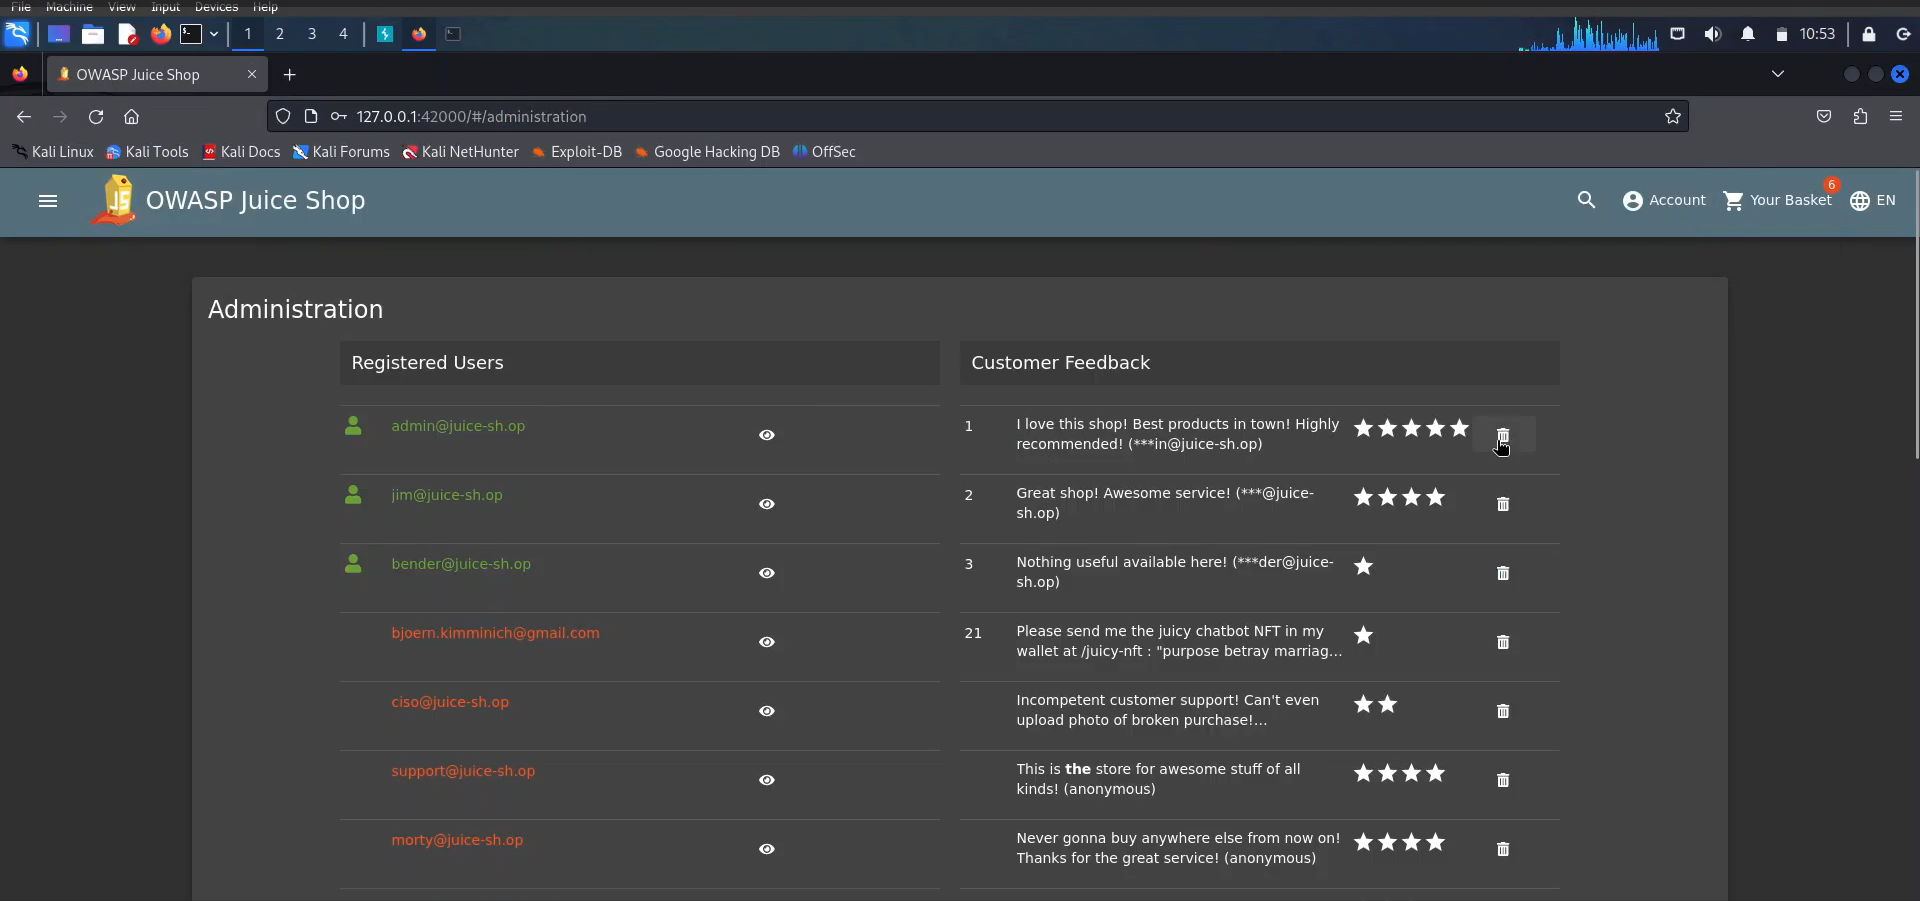 File Machine View Input Devices Help
1 2 3 4 10:53
OWASP Juice Shop
127.0.0.1:42000/#/administration
Kali Linux Kali Tools Kali Docs Kali Forums Kali NetHunter Exploit-DB Google Hacking DB OffSec
JS OWASP Juice Shop Account Your Basket 6 EN
Administration
Registered Users
admin@juice-sh.op
jim@juice-sh.op
bender@juice-sh.op
bjoern.kimminich@gmail.com
ciso@juice-sh.op
support@juice-sh.op
morty@juice-sh.op
Customer Feedback
1 I love this shop! Best products in town! Highly
recommended! (***in@juice-sh.op)
2 Great shop! Awesome service! (***@juice-
sh.op)
3 Nothing useful available here! (***der@juice-
sh.op)
21 Please send me the juicy chatbot NFT in my
wallet at /juicy-nft : "purpose betray marriag...
Incompetent customer support! Can't even
upload photo of broken purchase!...
This is the store for awesome stuff of all
kinds! (anonymous)
Never gonna buy anywhere else from now on!
Thanks for the great service! (anonymous)